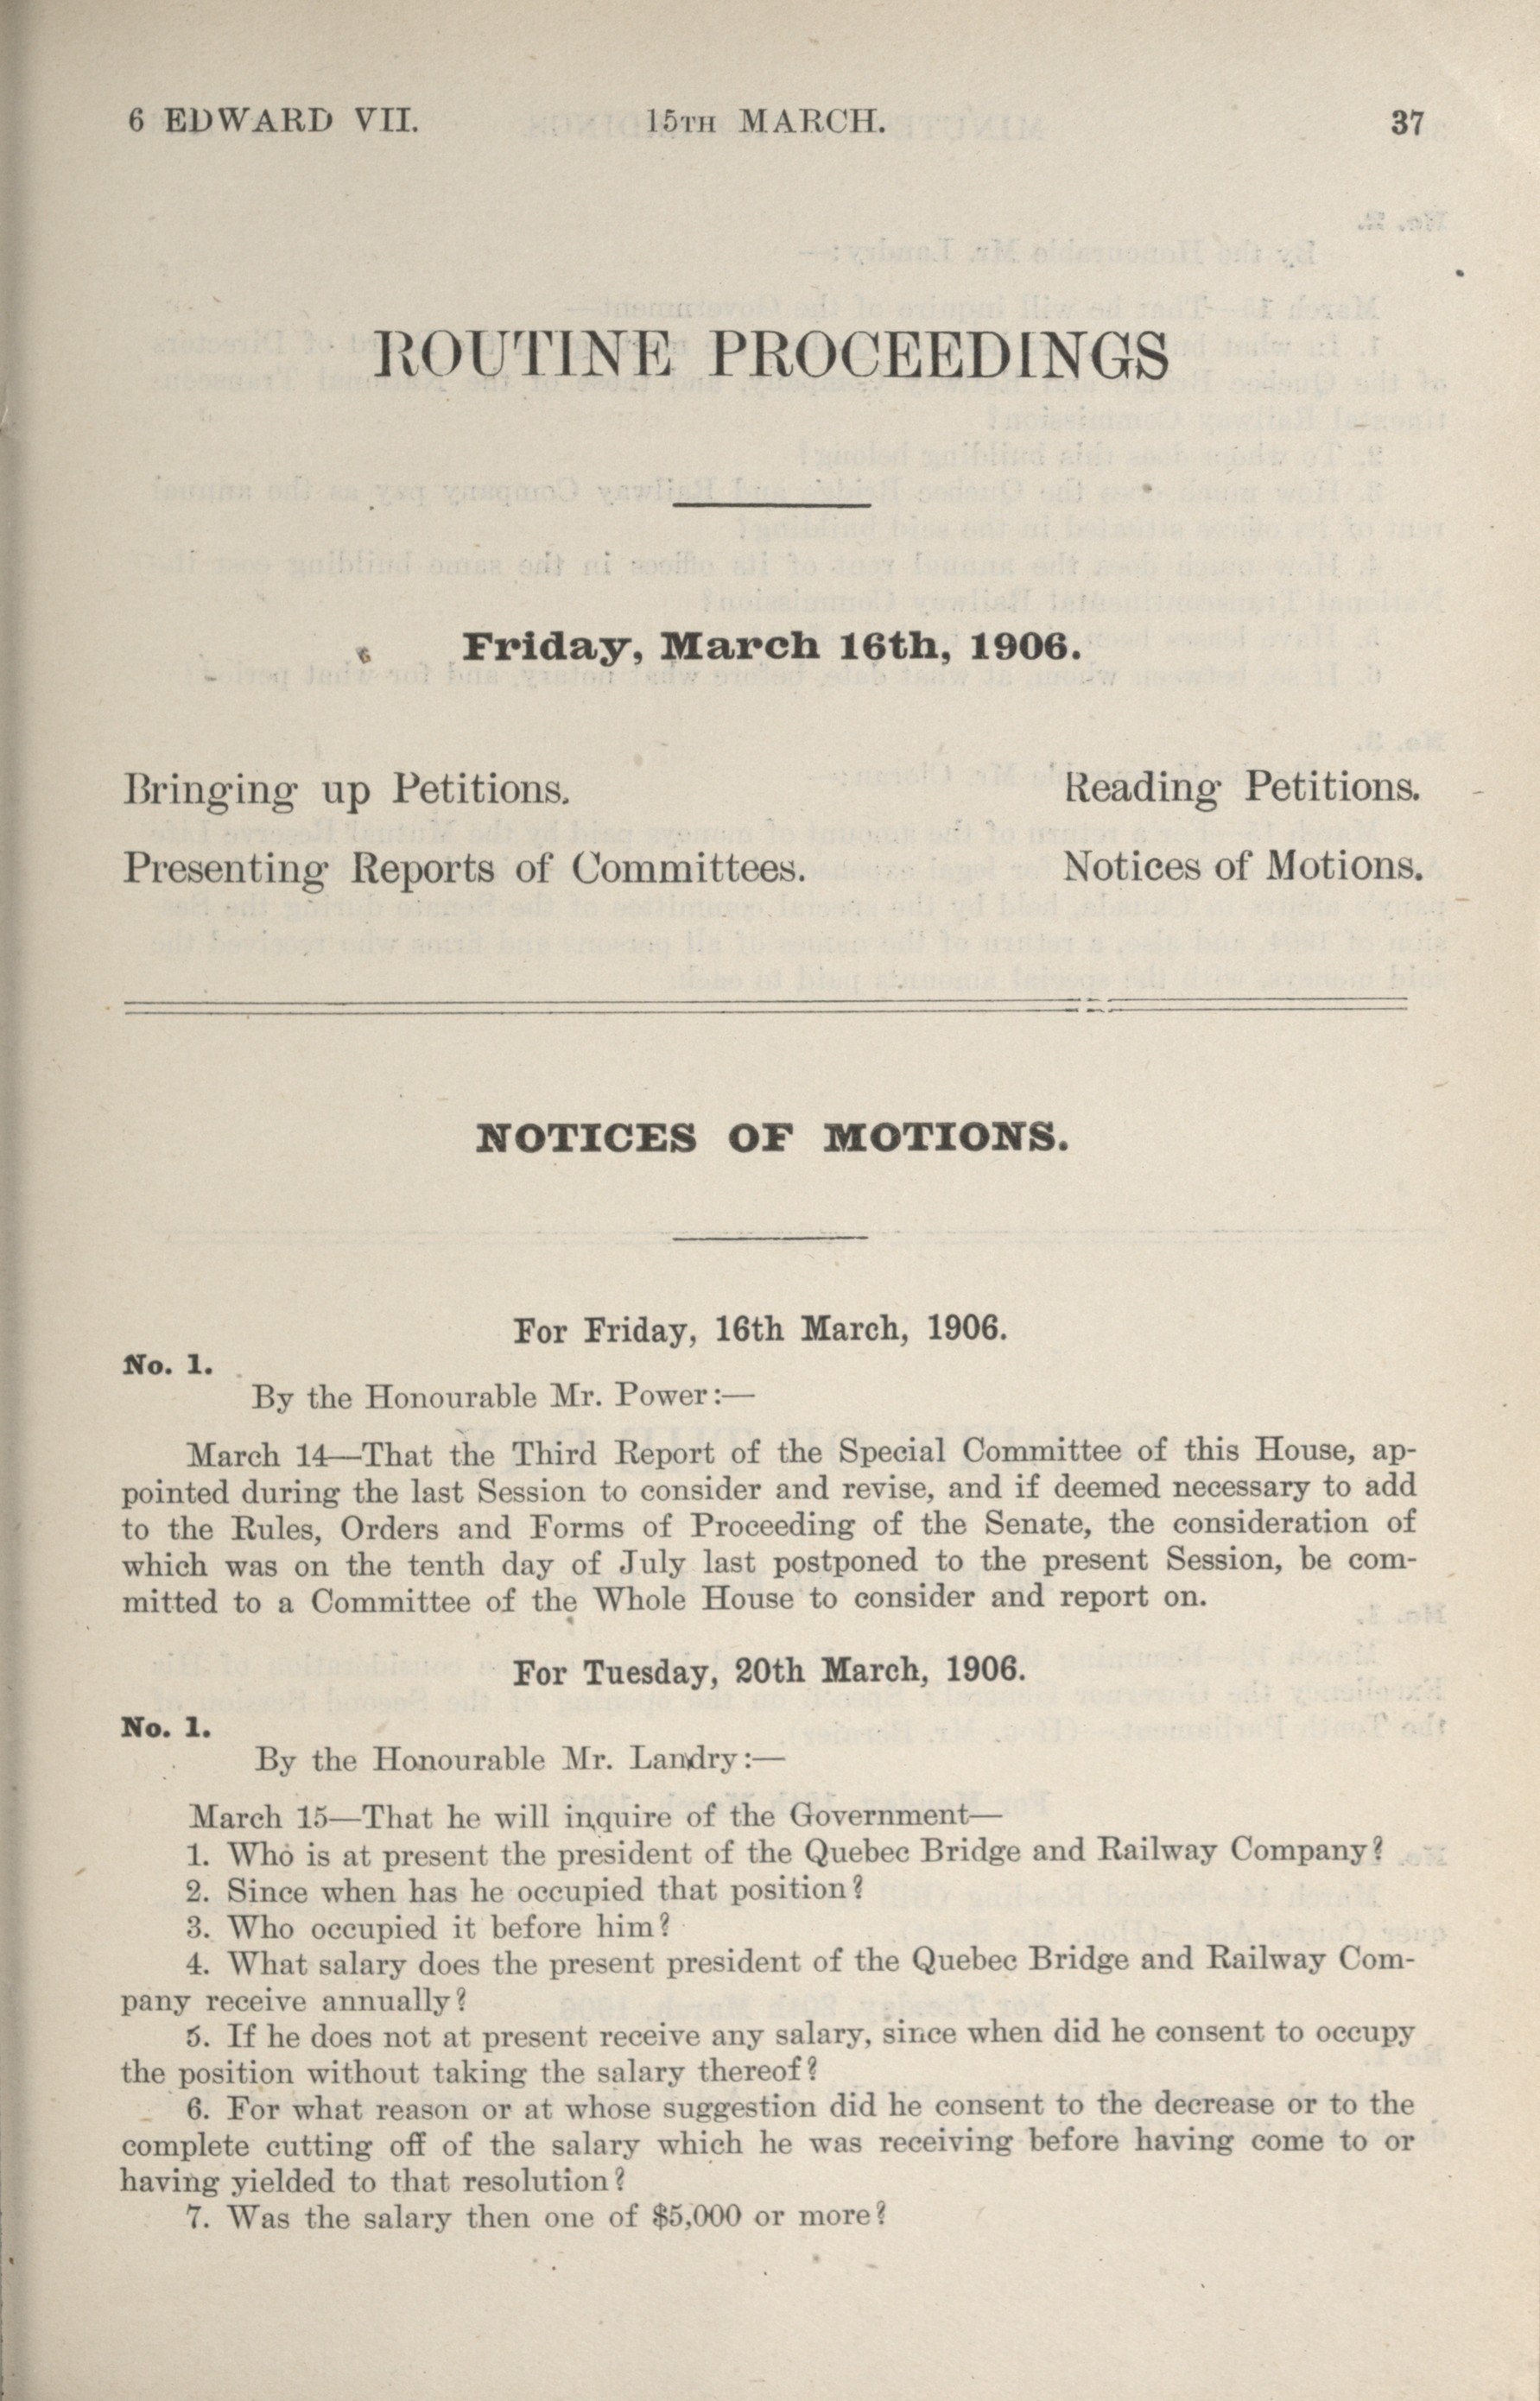 6 EDWARD VII. 15TH MARCH. 37
ROUTINE PROCEEDINGS
Friday, March 16th, 1906.
Bringing up Petitions. Reading Petitions.
Presenting Reports of Committees. Notices of Motions.
NOTICES OF MOTIONS.
For Friday, 16th March, 1906.
No. 1.
By the Honourable Mr. Power:—
March 14—That the Third Report of the Special Committee of this House, ap-
pointed during the last Session to consider and revise, and if deemed necessary to add
to the Rules, Orders and Forms of Proceeding of the Senate, the consideration of
which was on the tenth day of July last postponed to the present Session, be com-
mitted to a Committee of the Whole House to consider and report on.
For Tuesday, 20th March, 1906.
No. 1.
By the Honourable Mr. Landry:—
March 15—That he will inquire of the Government—
1. Who is at present the president of the Quebec Bridge and Railway Company?
2. Since when has he occupied that position?
3. Who occupied it before him?
4. What salary does the present president of the Quebec Bridge and Railway Com-
pany receive annually?
5. If he does not at present receive any salary, since when did he consent to occupy
the position without taking the salary thereof?
6. For what reason or at whose suggestion did he consent to the decrease or to the
complete cutting off of the salary which he was receiving before having come to or
having yielded to that resolution?
7. Was the salary then one of $5,000 or more?